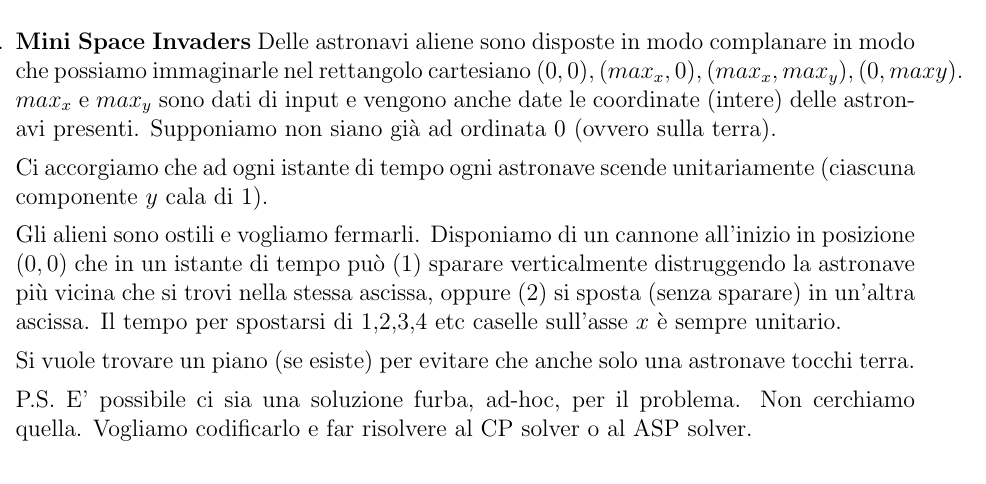 . Mini Space Invaders Delle astronavi aliene sono disposte in modo complanare in modo
che possiamo immaginarle nel rettangolo cartesiano (0, 0), (maxₓ, 0), (maxₓ, max_y), (0, maxy).
maxₓ e max_y sono dati di input e vengono anche date le coordinate (intere) delle astron-
avi presenti. Supponiamo non siano già ad ordinata 0 (ovvero sulla terra).
Ci accorgiamo che ad ogni istante di tempo ogni astronave scende unitariamente (ciascuna
componente y cala di 1).
Gli alieni sono ostili e vogliamo fermarli. Disponiamo di un cannone all'inizio in posizione
(0, 0) che in un istante di tempo può (1) sparare verticalmente distruggendo la astronave
più vicina che si trovi nella stessa ascissa, oppure (2) si sposta (senza sparare) in un'altra
ascissa. Il tempo per spostarsi di 1,2,3,4 etc caselle sull'asse x è sempre unitario.
Si vuole trovare un piano (se esiste) per evitare che anche solo una astronave tocchi terra.
P.S. E' possibile ci sia una soluzione furba, ad-hoc, per il problema. Non cerchiamo
quella. Vogliamo codificarlo e far risolvere al CP solver o al ASP solver.